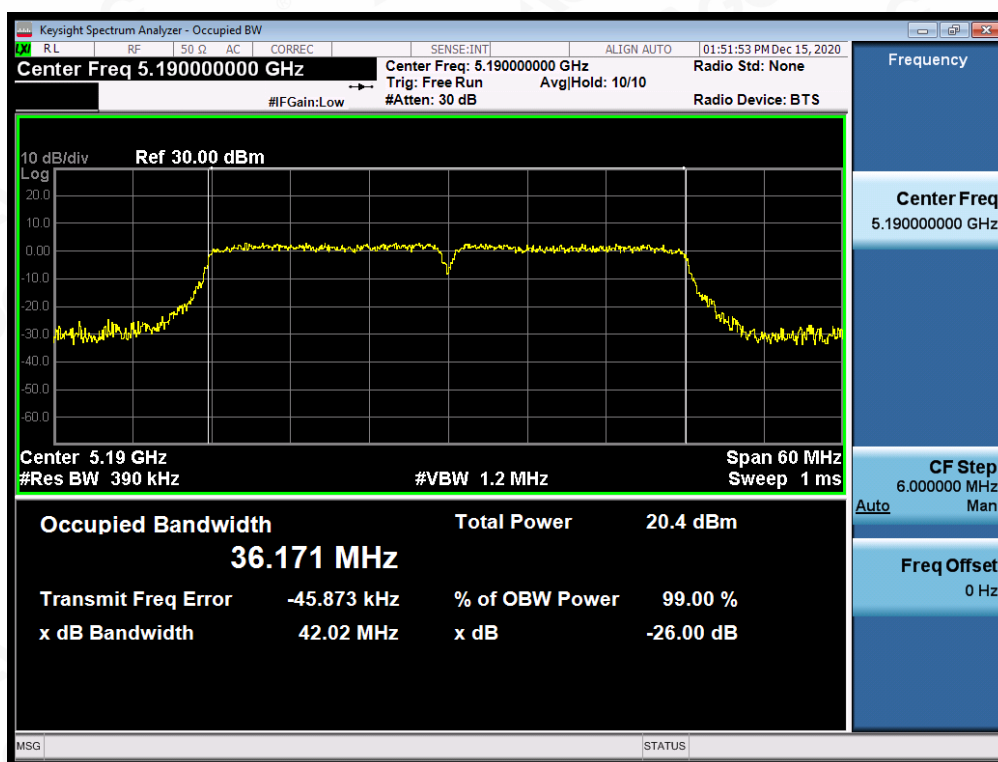 Keysight Spectrum Analyzer - Occupied BW
LXI RL RF 50 Ω AC CORREC SENSE:INT ALIGN AUTO 01:51:53 PM Dec 15, 2020
Center Freq 5.190000000 GHz
Center Freq: 5.190000000 GHz Radio Std: None
Trig: Free Run Avg|Hold: 10/10
#IFGain:Low #Atten: 30 dB Radio Device: BTS
10 dB/div Ref 30.00 dBm
Log
20.0
10.0
0.00
-10.0
-20.0
-30.0
-40.0
-50.0
-60.0
Center 5.19 GHz Span 60 MHz
#Res BW 390 kHz #VBW 1.2 MHz Sweep 1 ms
Occupied Bandwidth Total Power 20.4 dBm
36.171 MHz
Transmit Freq Error -45.873 kHz % of OBW Power 99.00 %
x dB Bandwidth 42.02 MHz x dB -26.00 dB
MSG STATUS
Frequency
Center Freq
5.190000000 GHz
CF Step
6.000000 MHz
Auto Man
Freq Offset
0 Hz